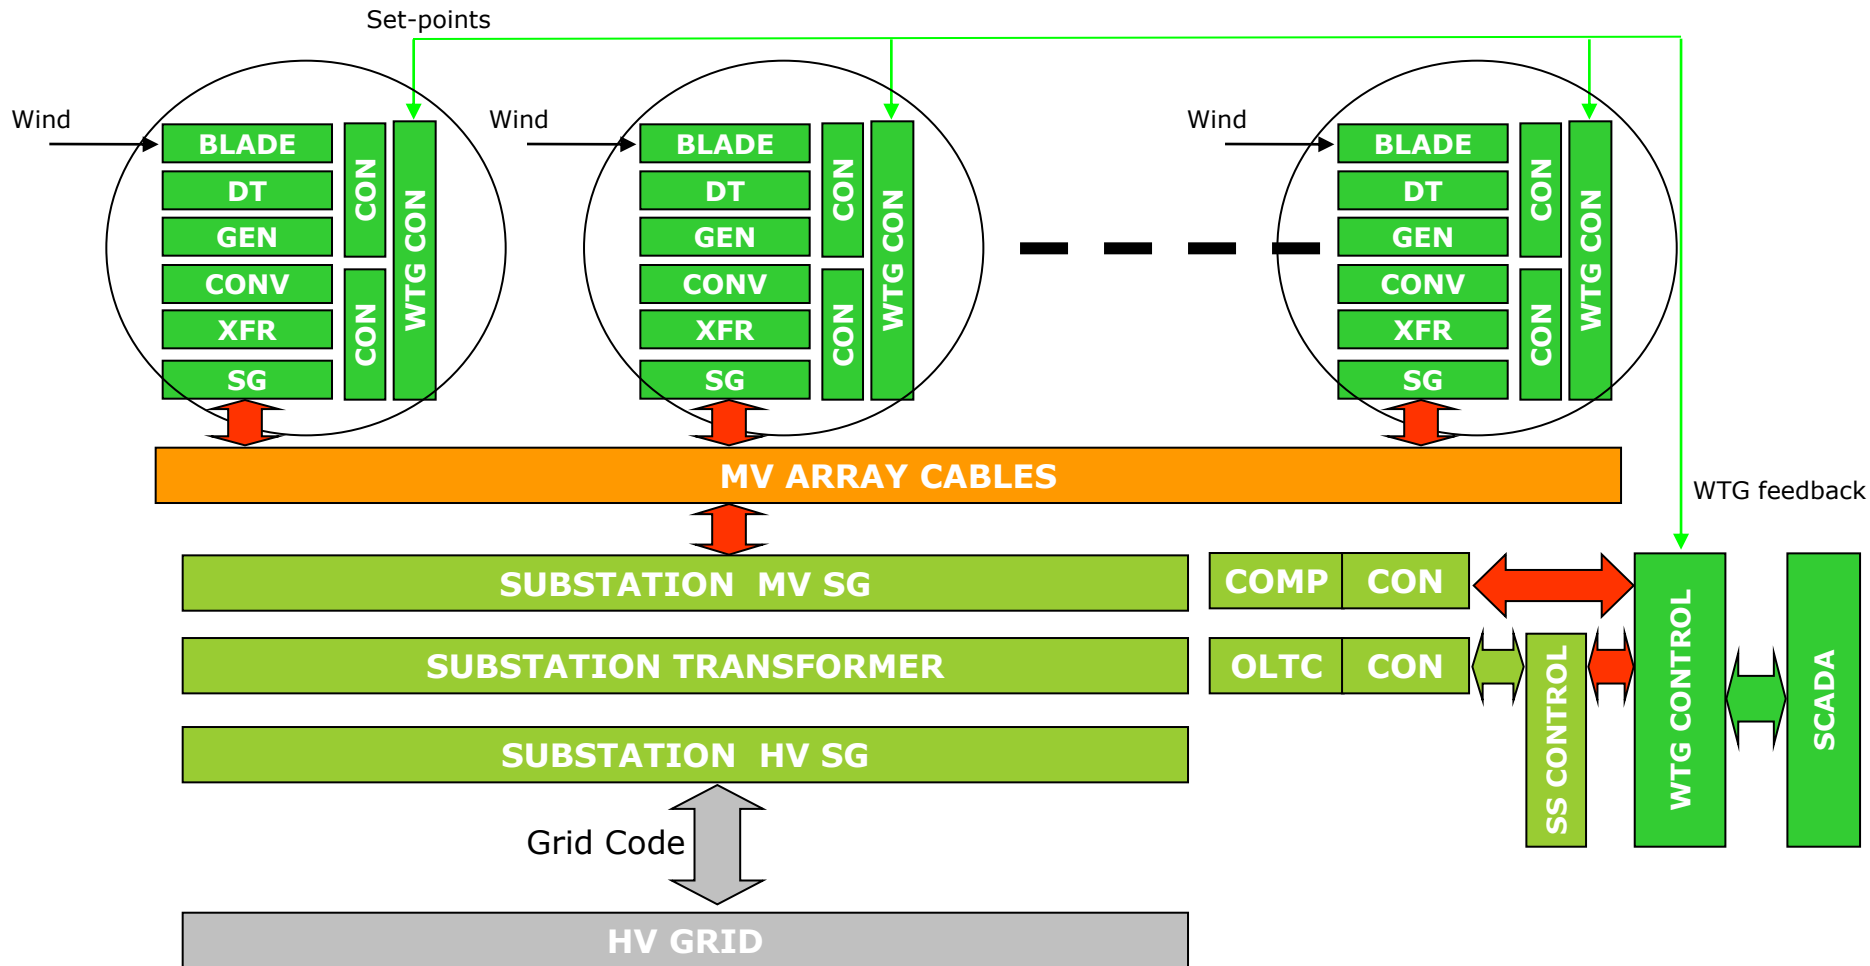 Set-points
Wind
BLADE
DT
GEN
CONV
XFR
SG
CON
CON
WTG CON
Wind
BLADE
DT
GEN
CONV
XFR
SG
CON
CON
WTG CON
Wind
BLADE
DT
GEN
CONV
XFR
SG
CON
CON
WTG CON
MV ARRAY CABLES
WTG feedback
SUBSTATION MV SG
COMP CON
SUBSTATION TRANSFORMER
OLTC CON
SS CONTROL
WTG CONTROL
SCADA
SUBSTATION HV SG
Grid Code
HV GRID